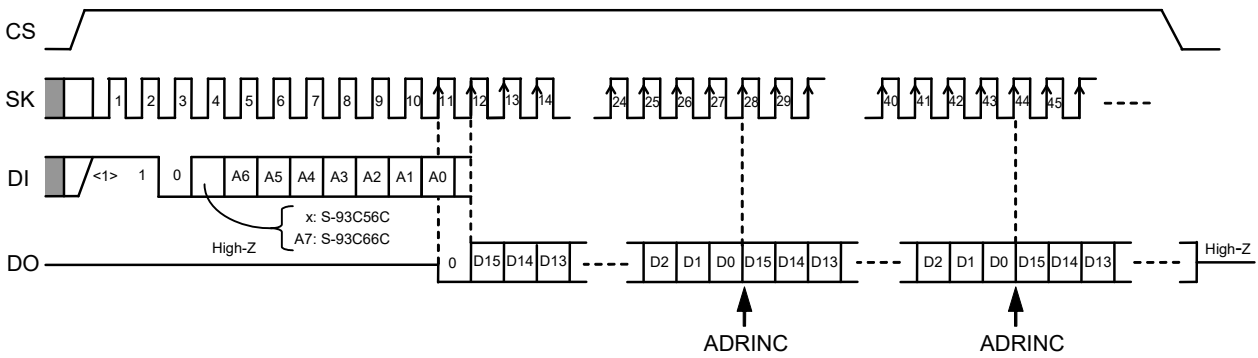 CS
SK 1 2 3 4 5 6 7 8 9 10 11 12 13 14 24 25 26 27 28 29 40 41 42 43 44 45
DI <1> 1 0 A6 A5 A4 A3 A2 A1 A0
x: S-93C56C
A7: S-93C66C
High-Z
DO 0 D15 D14 D13 D2 D1 D0 D15 D14 D13 D2 D1 D0 D15 D14 D13 High-Z
ADRINC ADRINC